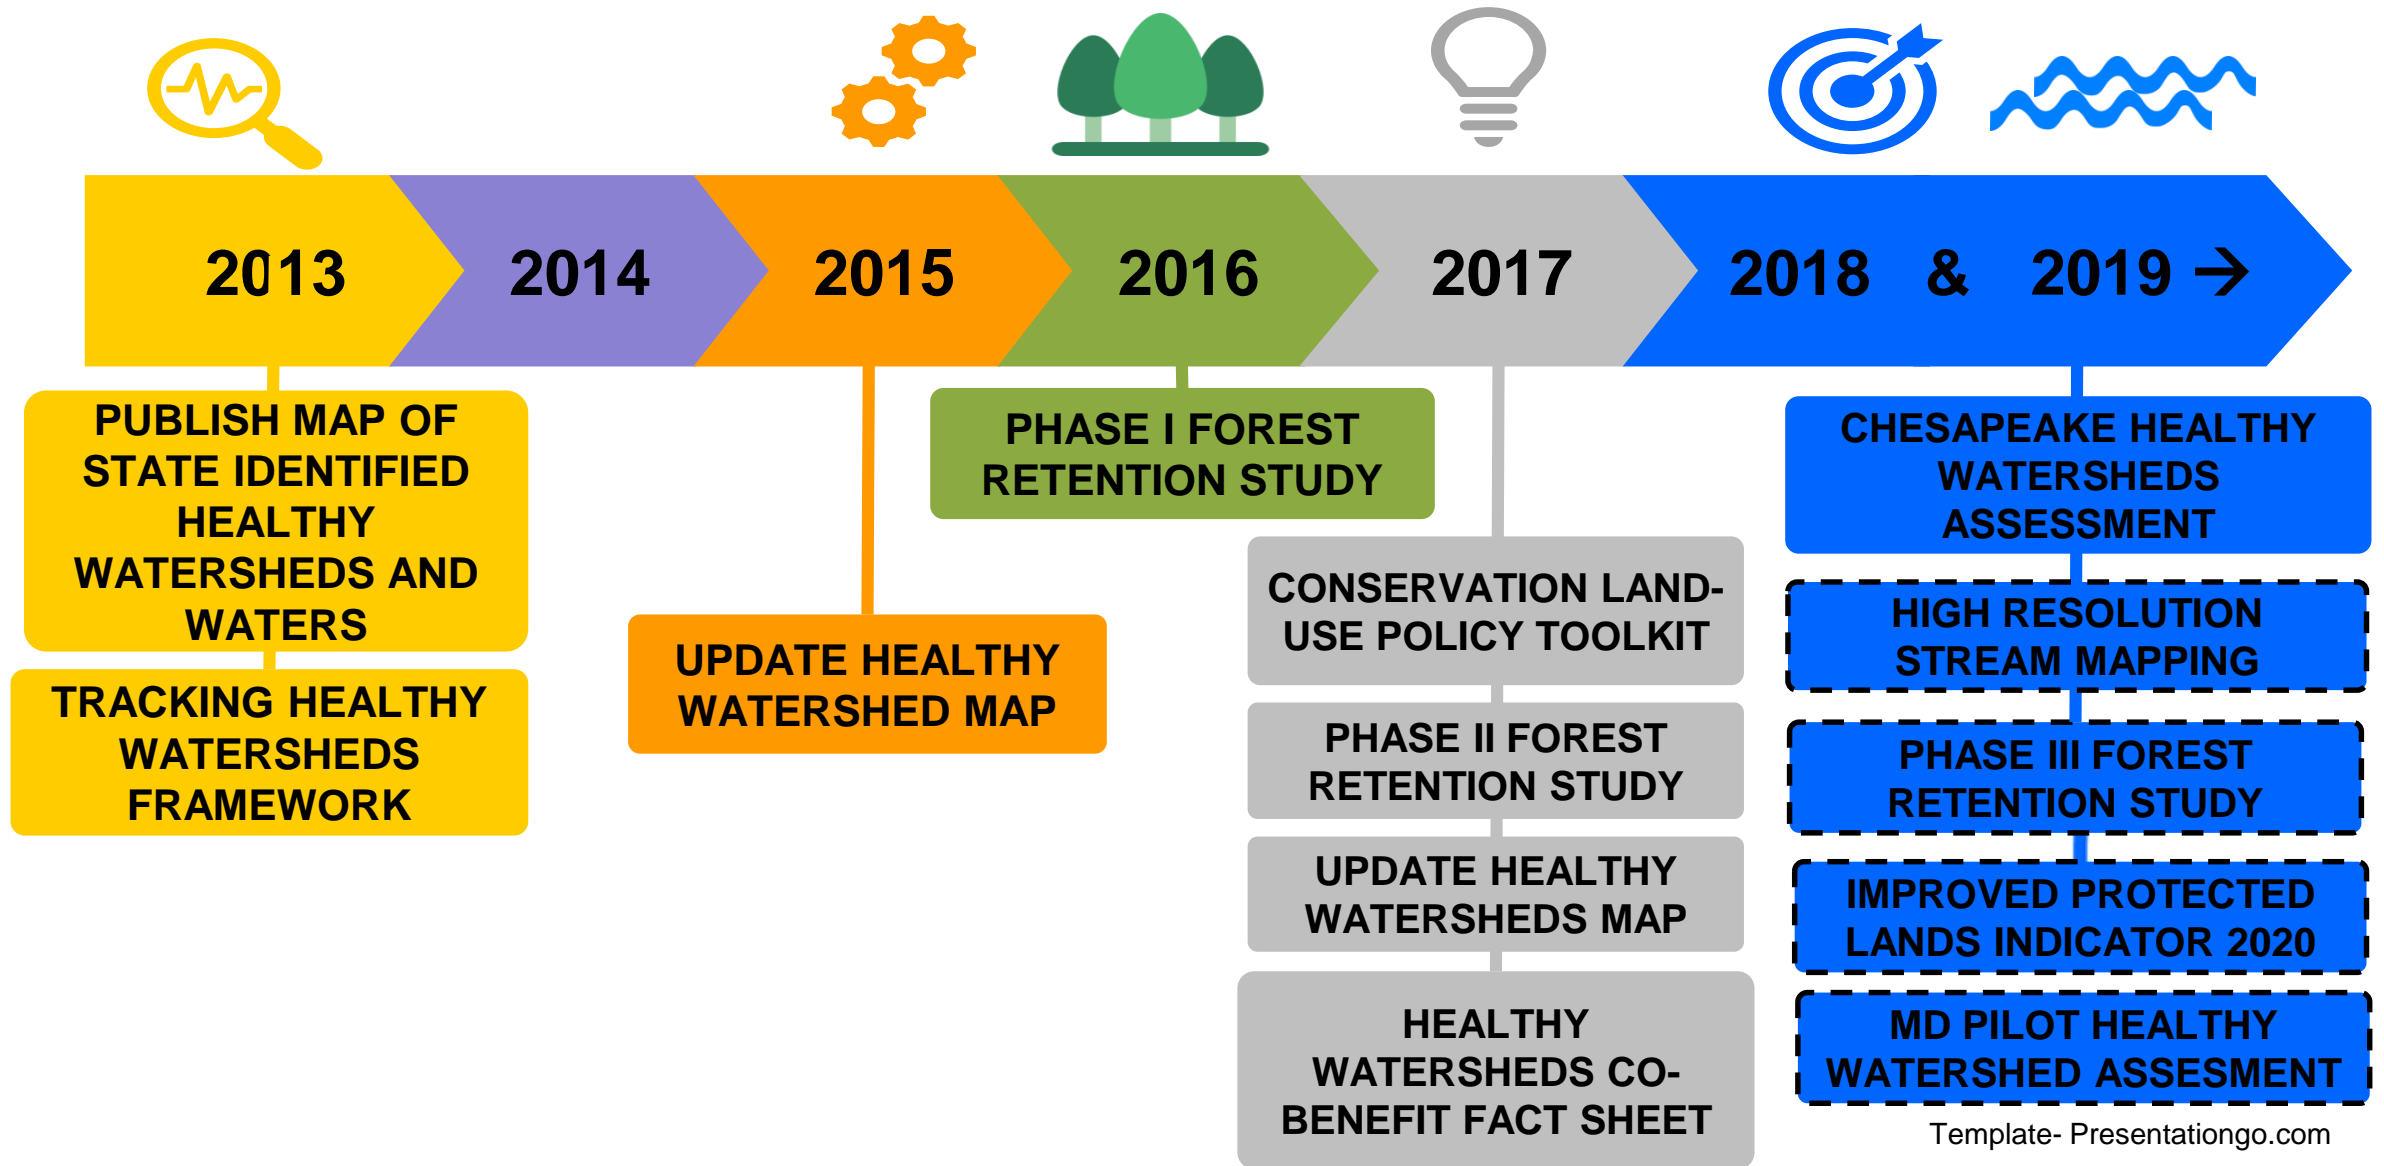 2013
2014
2015
2016
2017
2018 & 2019 →
PUBLISH MAP OF
STATE IDENTIFIED
HEALTHY
WATERSHEDS AND
WATERS
TRACKING HEALTHY
WATERSHEDS
FRAMEWORK
UPDATE HEALTHY
WATERSHED MAP
PHASE I FOREST
RETENTION STUDY
CONSERVATION LAND-
USE POLICY TOOLKIT
PHASE II FOREST
RETENTION STUDY
UPDATE HEALTHY
WATERSHEDS MAP
HEALTHY
WATERSHEDS CO-
BENEFIT FACT SHEET
CHESAPEAKE HEALTHY
WATERSHEDS
ASSESSMENT
HIGH RESOLUTION
STREAM MAPPING
PHASE III FOREST
RETENTION STUDY
IMPROVED PROTECTED
LANDS INDICATOR 2020
MD PILOT HEALTHY
WATERSHED ASSESMENT
Template- Presentationgo.com